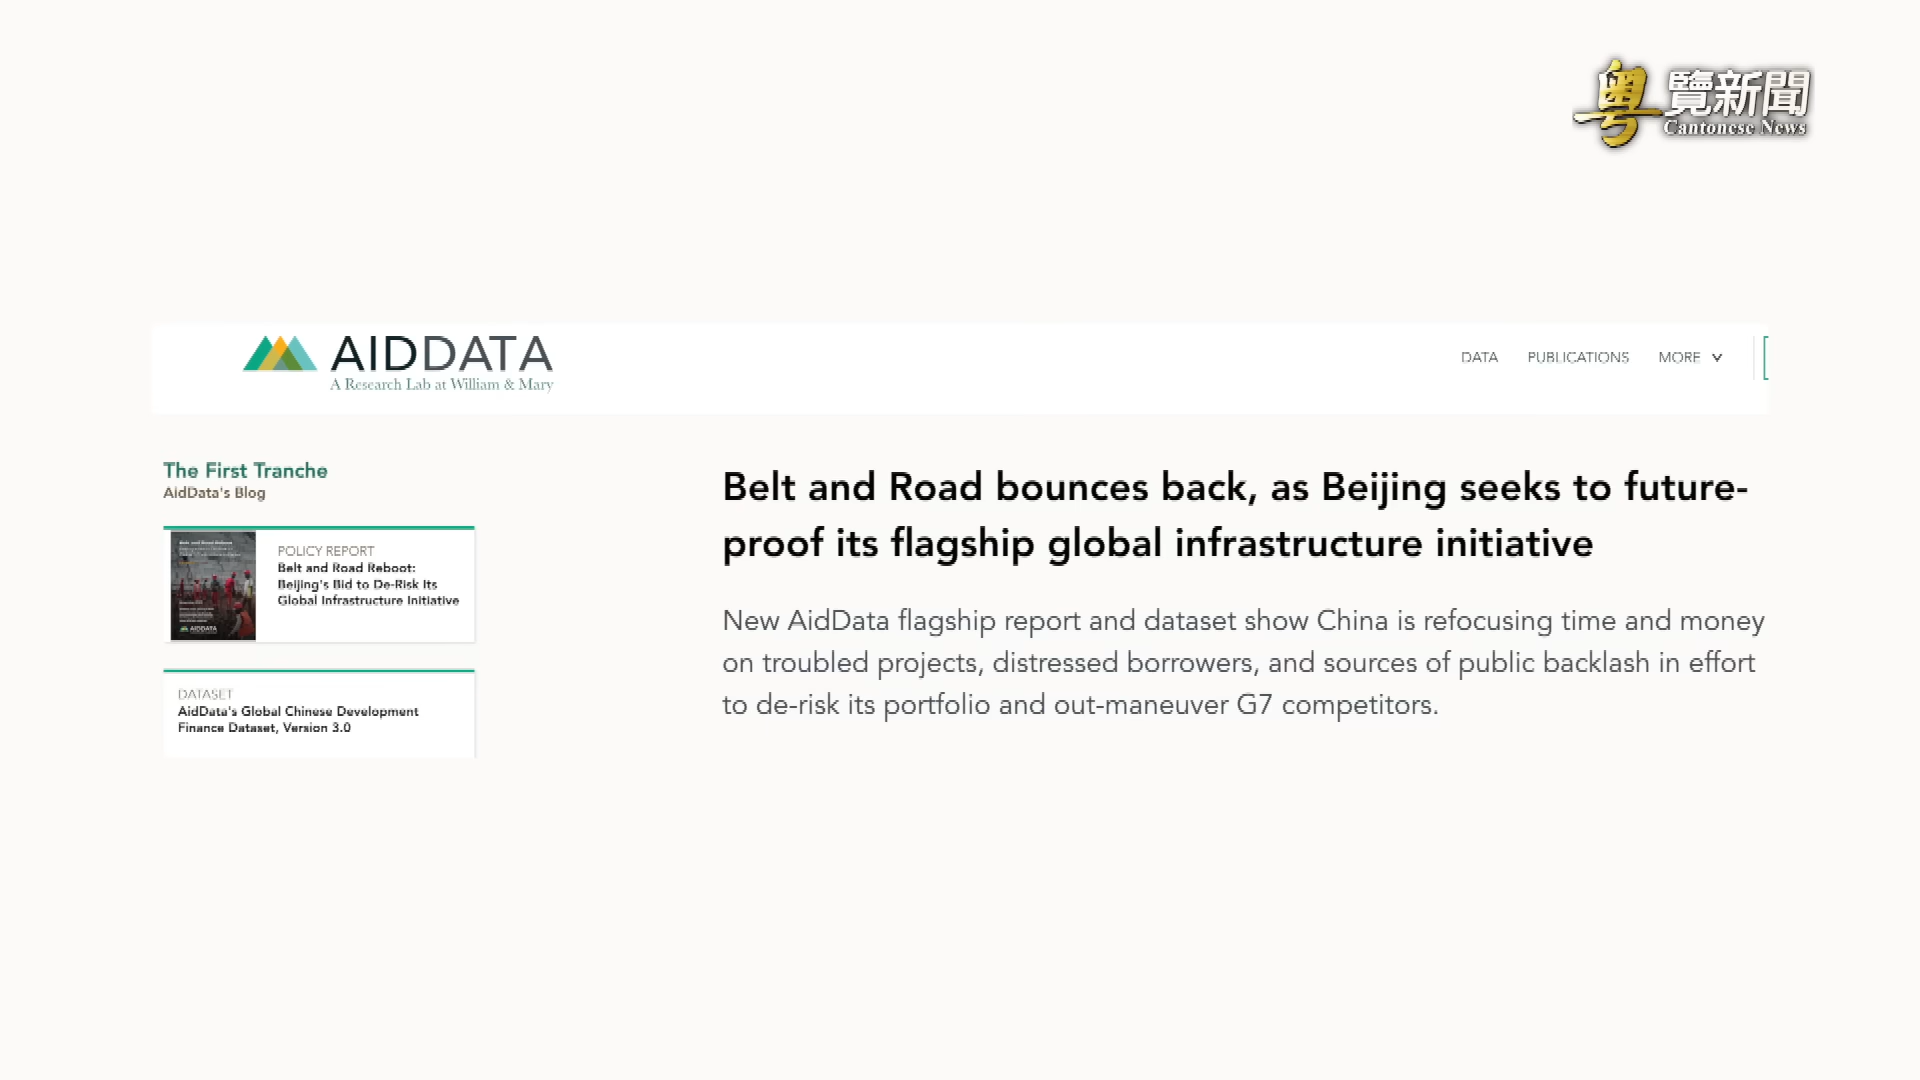 粵覽新聞
Cantonese News
AIDDATA
A Research Lab at William & Mary
DATA
PUBLICATIONS
MORE
The First Tranche
AidData's Blog
POLICY REPORT
Belt and Road Reboot:
Beijing's Bid to De-Risk Its
Global Infrastructure Initiative
AIDDATA
DATASET
AidData's Global Chinese Development
Finance Dataset, Version 3.0
Belt and Road bounces back, as Beijing seeks to future-
proof its flagship global infrastructure initiative
New AidData flagship report and dataset show China is refocusing time and money
on troubled projects, distressed borrowers, and sources of public backlash in effort
to de-risk its portfolio and out-maneuver G7 competitors.